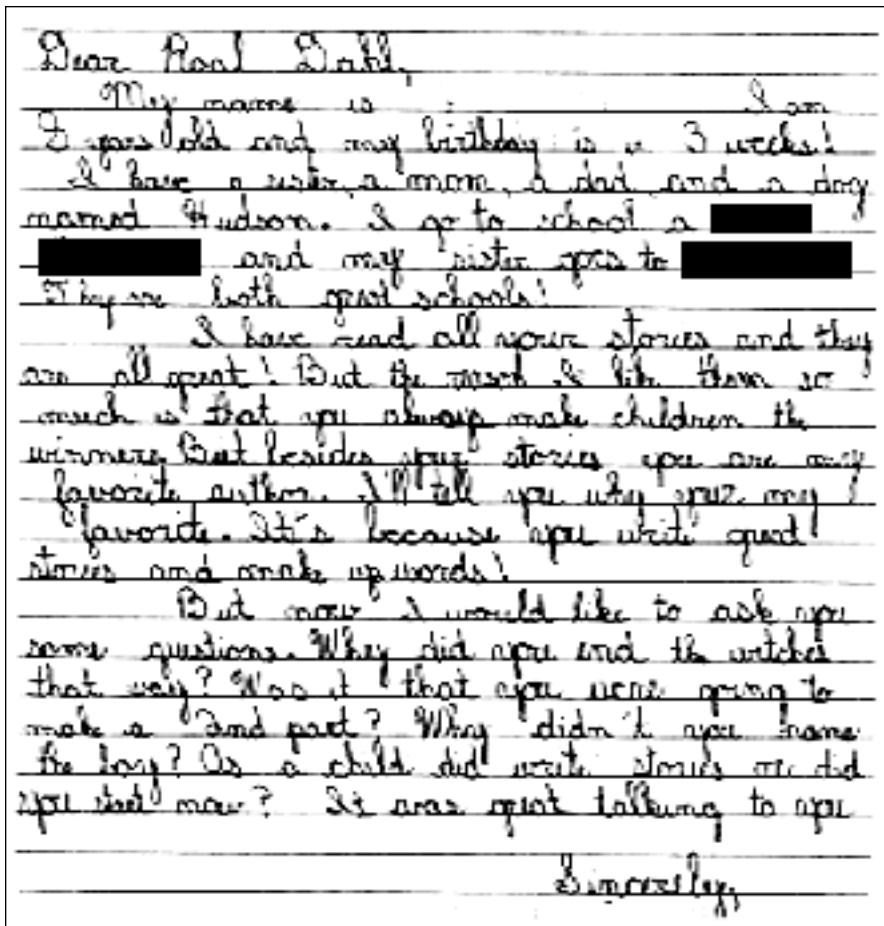 Dear Roal Dahl,
My name is : I am
8 years old and my birthday is in 3 weeks!
I have a sister, a mom, a dad and a dog
named Hudson. I go to school a
and my sister goes to
They are both great schools!
I have read all your stories and they
are all great! But the reason I like them so
much is that you always make children the
winners. But besides your stories you are my
favorite author. I'll tell you why your my
favorite. It's because you write great
stories and make up words!
But now I would like to ask you
some questions. Whey did you end the witches
that way? Was it that you were going to
make a 2nd part? Why didn't you name
the boy? As a child did write stories or did
you start now? It was great talking to you
Sincerley,